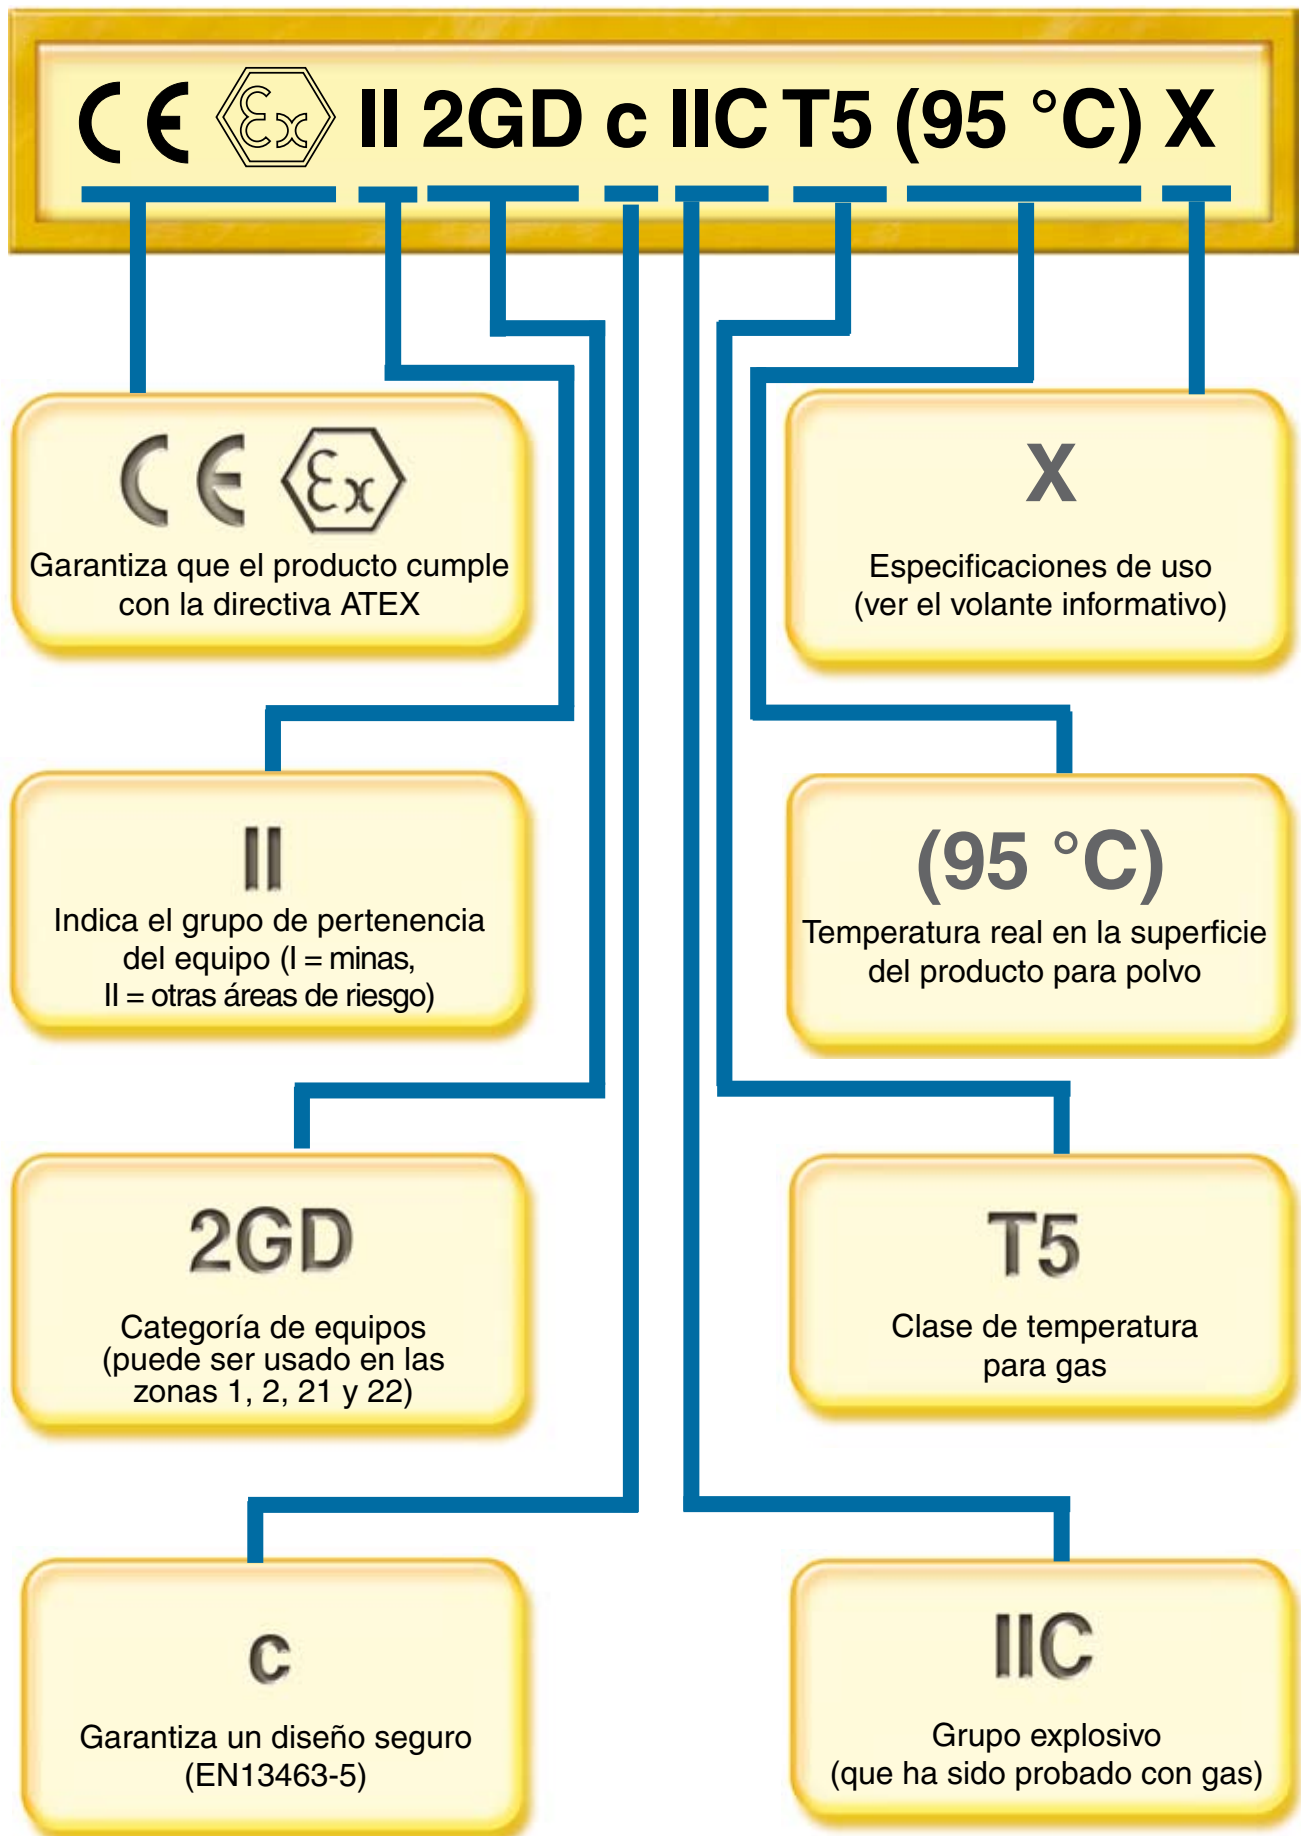 CE Ex II 2GD c IIC T5 (95 °C) X
CE Ex
Garantiza que el producto cumple
con la directiva ATEX
X
Especificaciones de uso
(ver el volante informativo)
II
Indica el grupo de pertenencia
del equipo (I = minas,
II = otras áreas de riesgo)
(95 °C)
Temperatura real en la superficie
del producto para polvo
2GD
Categoría de equipos
(puede ser usado en las
zonas 1, 2, 21 y 22)
T5
Clase de temperatura
para gas
c
Garantiza un diseño seguro
(EN13463-5)
IIC
Grupo explosivo
(que ha sido probado con gas)